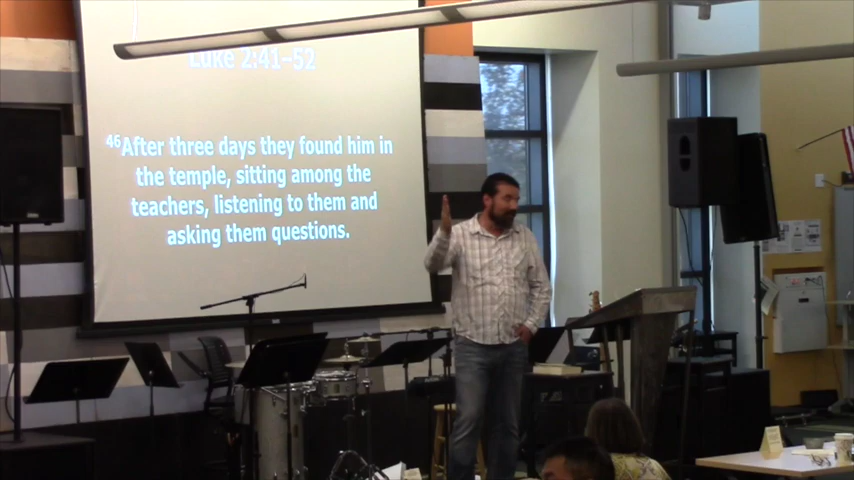 Luke 2:41–52
⁴⁶After three days they found him in
the temple, sitting among the
teachers, listening to them and
asking them questions.